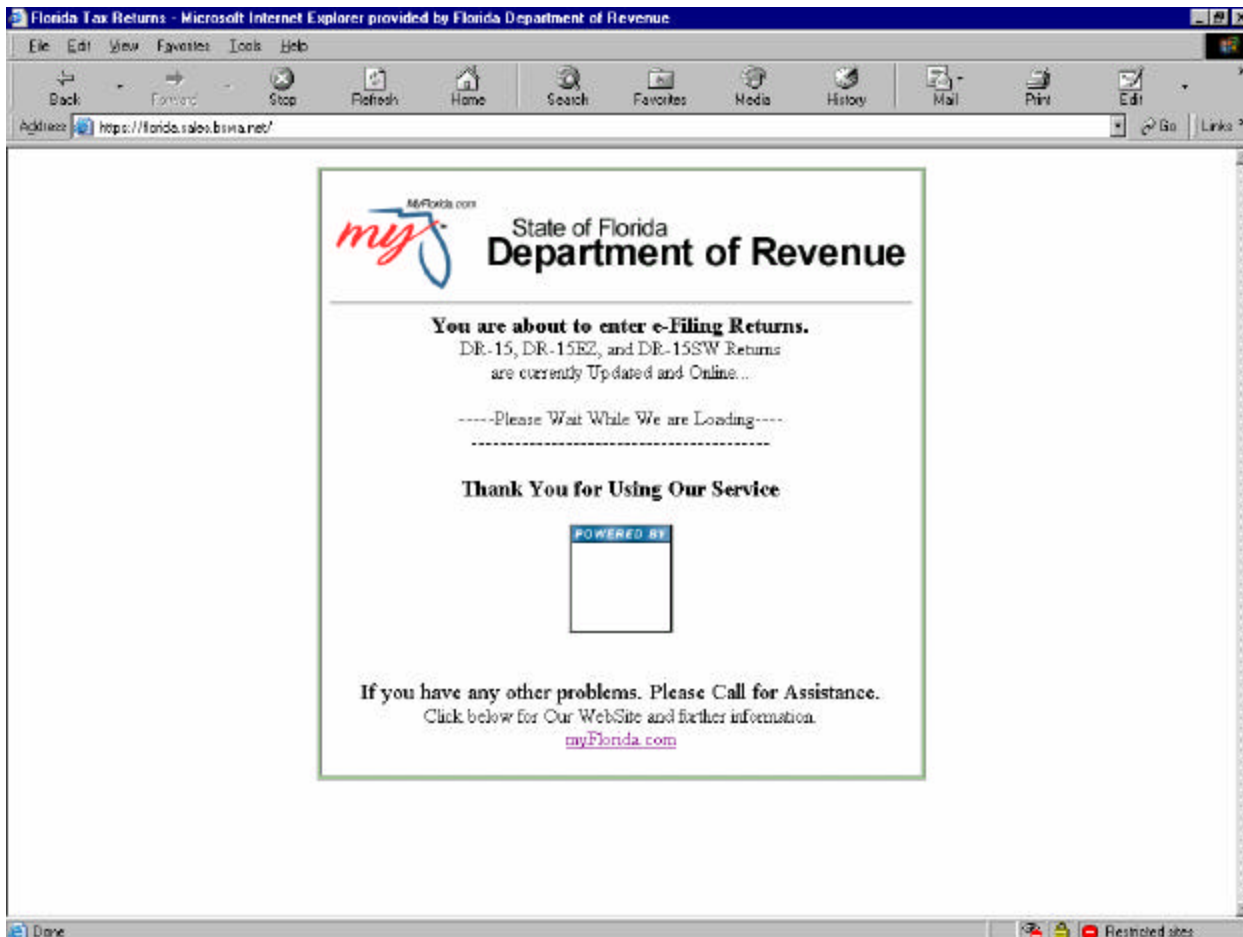 Florida Tax Returns - Microsoft Internet Explorer provided by Florida Department of Revenue
File Edit View Favorites Tools Help
Back Forward Stop Refresh Home Search Favorites Media History Mail Print Edit
Address https://florida.sales.bswa.net/ Go Links
MyFlorida.com
my
State of Florida
Department of Revenue
You are about to enter e-Filing Returns.
DR-15, DR-15EZ, and DR-15SW Returns
are currently Updated and Online...
-----Please Wait While We are Loading----
----------------------------------------
Thank You for Using Our Service
POWERED BY
If you have any other problems. Please Call for Assistance.
Click below for Our WebSite and further information.
myFlorida.com
Done Restricted sites